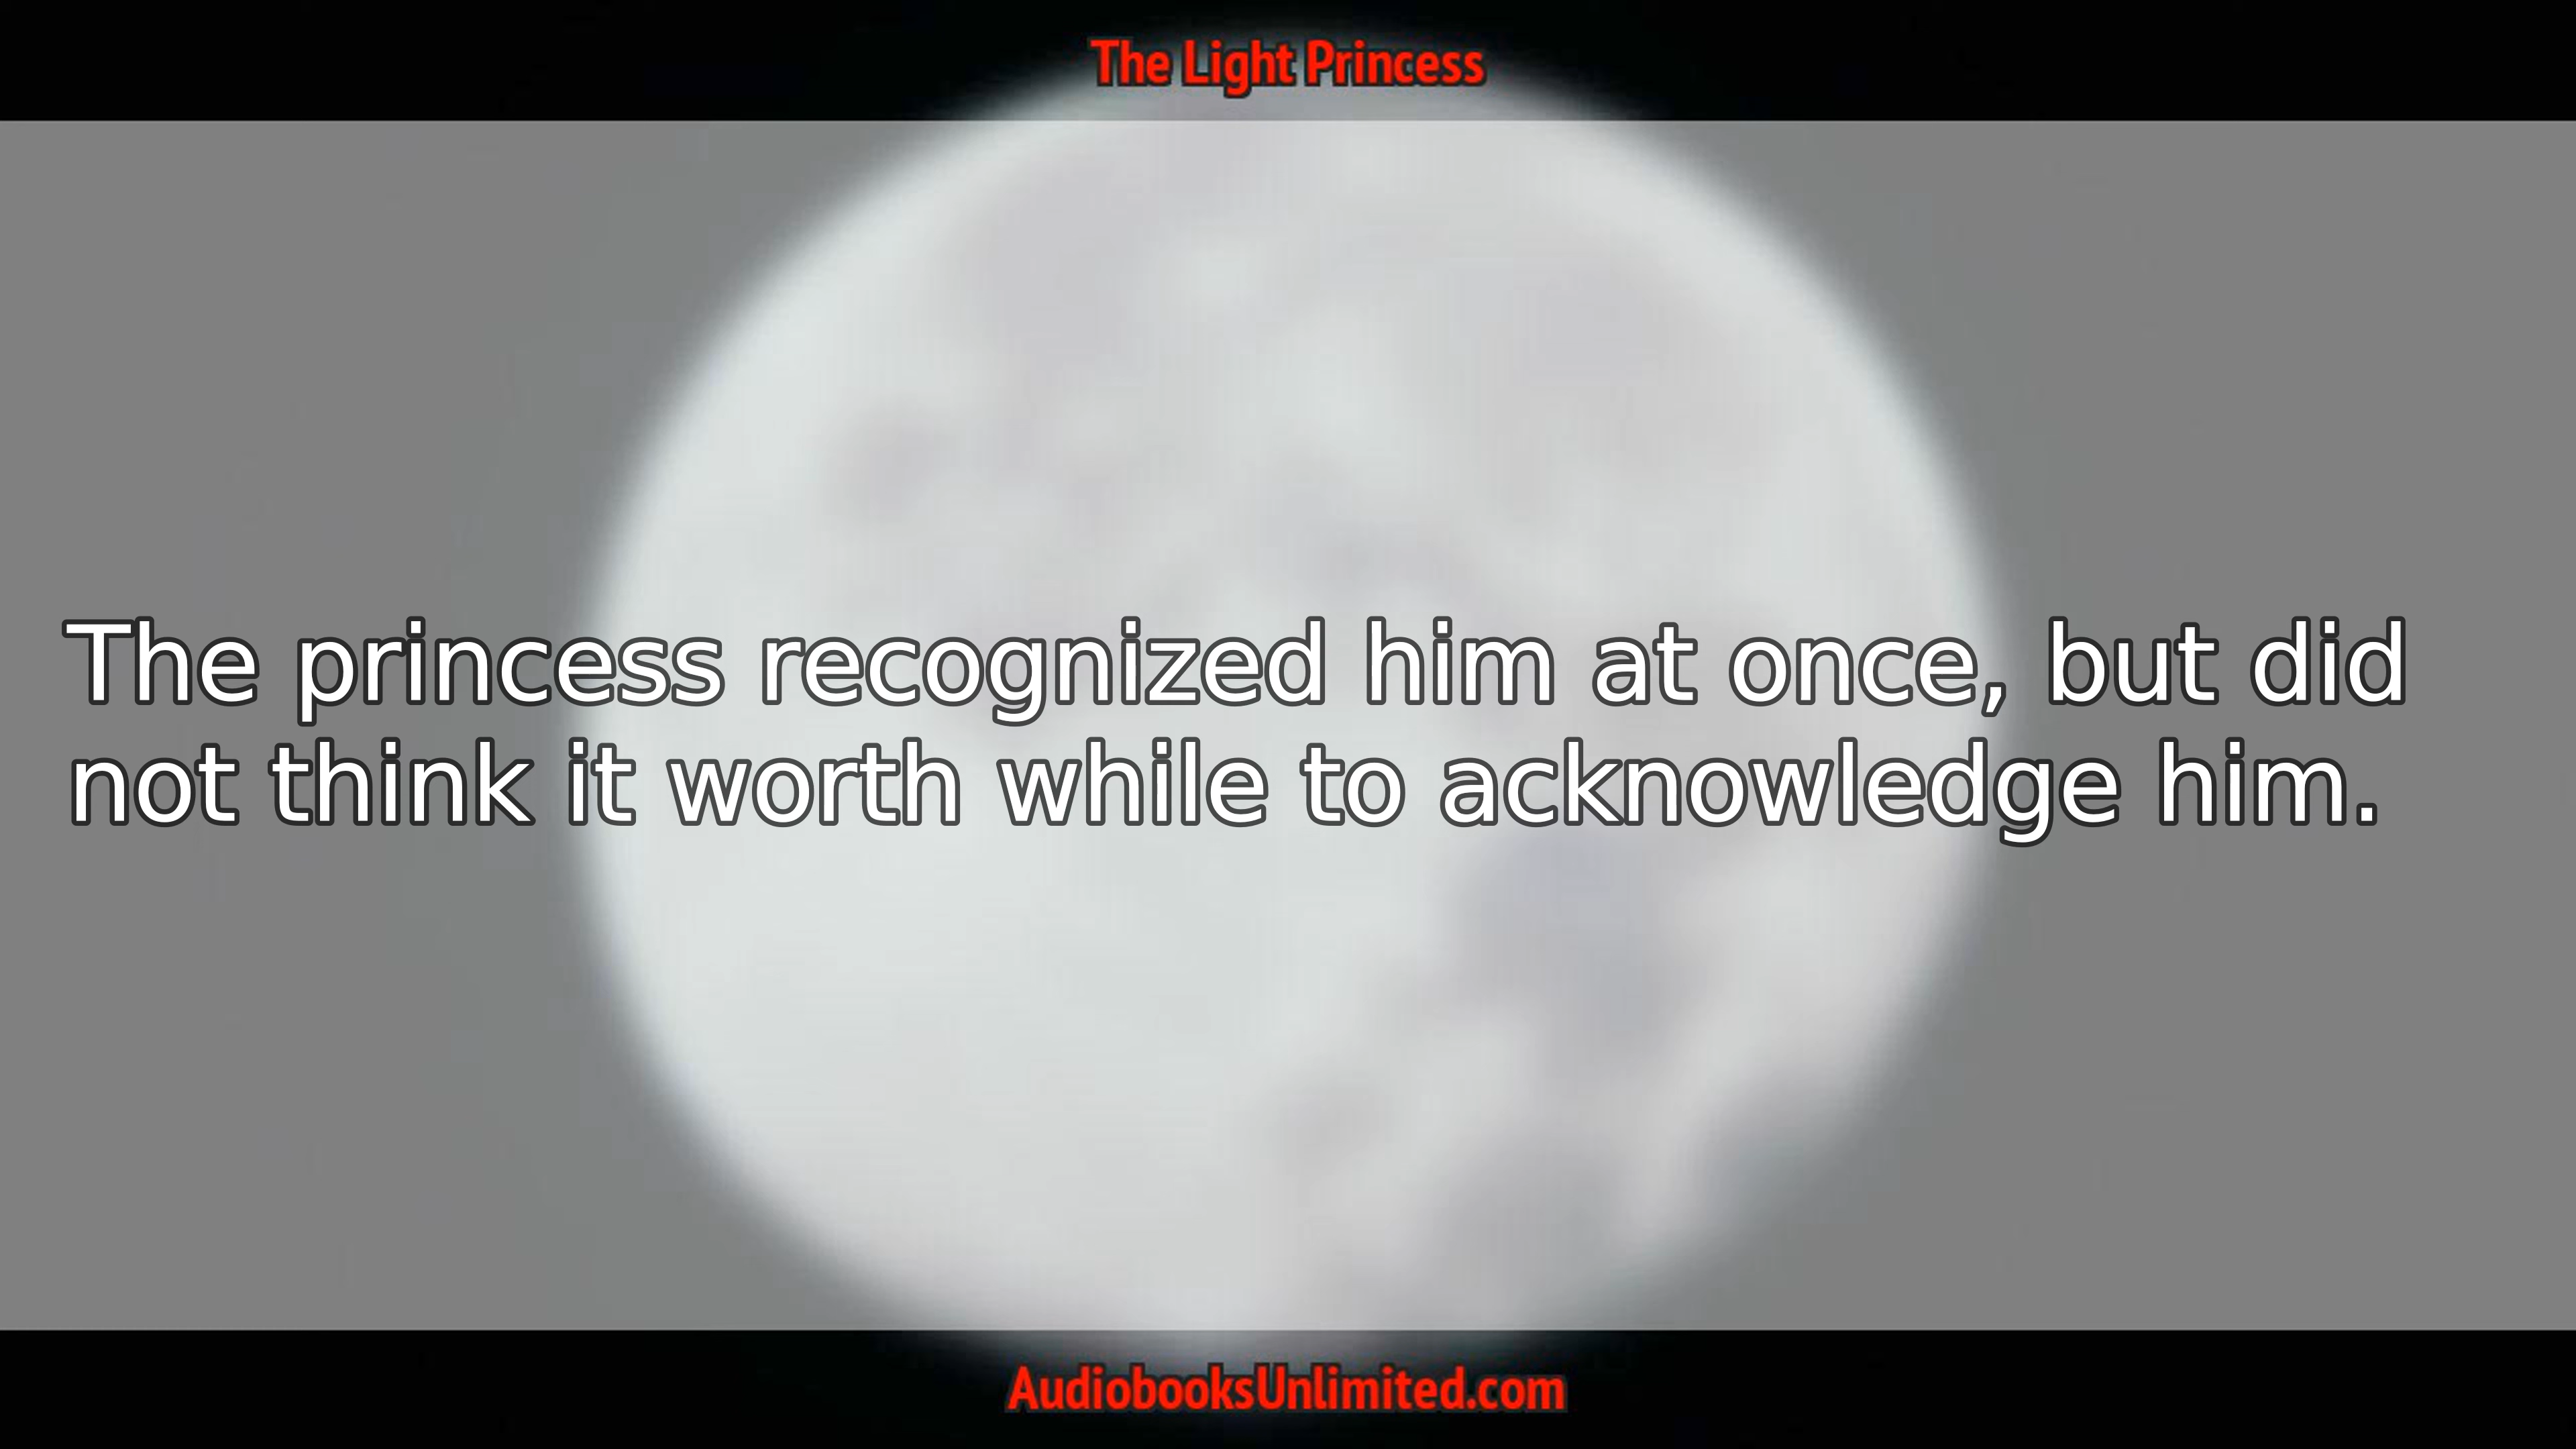 The Light Princess
The princess recognized him at once, but did
not think it worth while to acknowledge him.
AudiobooksUnlimited.com